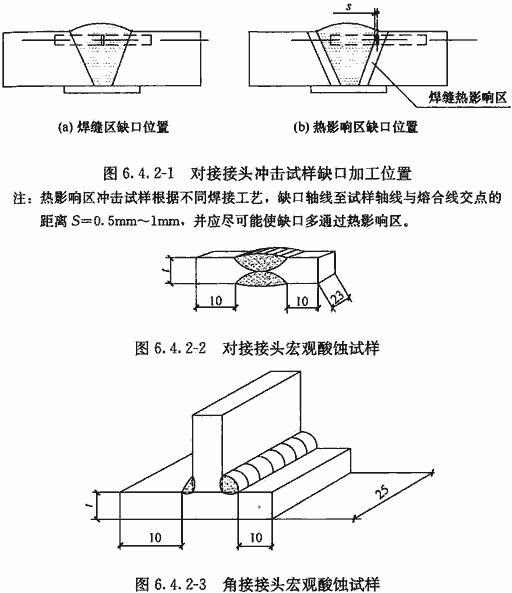 s
焊缝热影响区
(a) 焊缝区缺口位置
(b) 热影响区缺口位置
图 6.4.2-1 对接接头冲击试样缺口加工位置
注：热影响区冲击试样根据不同焊接工艺，缺口轴线至试样轴线与熔合线交点的
距离 S=0.5mm～1mm，并应尽可能使缺口多通过热影响区。
t
10
10
23
图 6.4.2-2 对接接头宏观酸蚀试样
t
10
10
25
图 6.4.2-3 角接接头宏观酸蚀试样